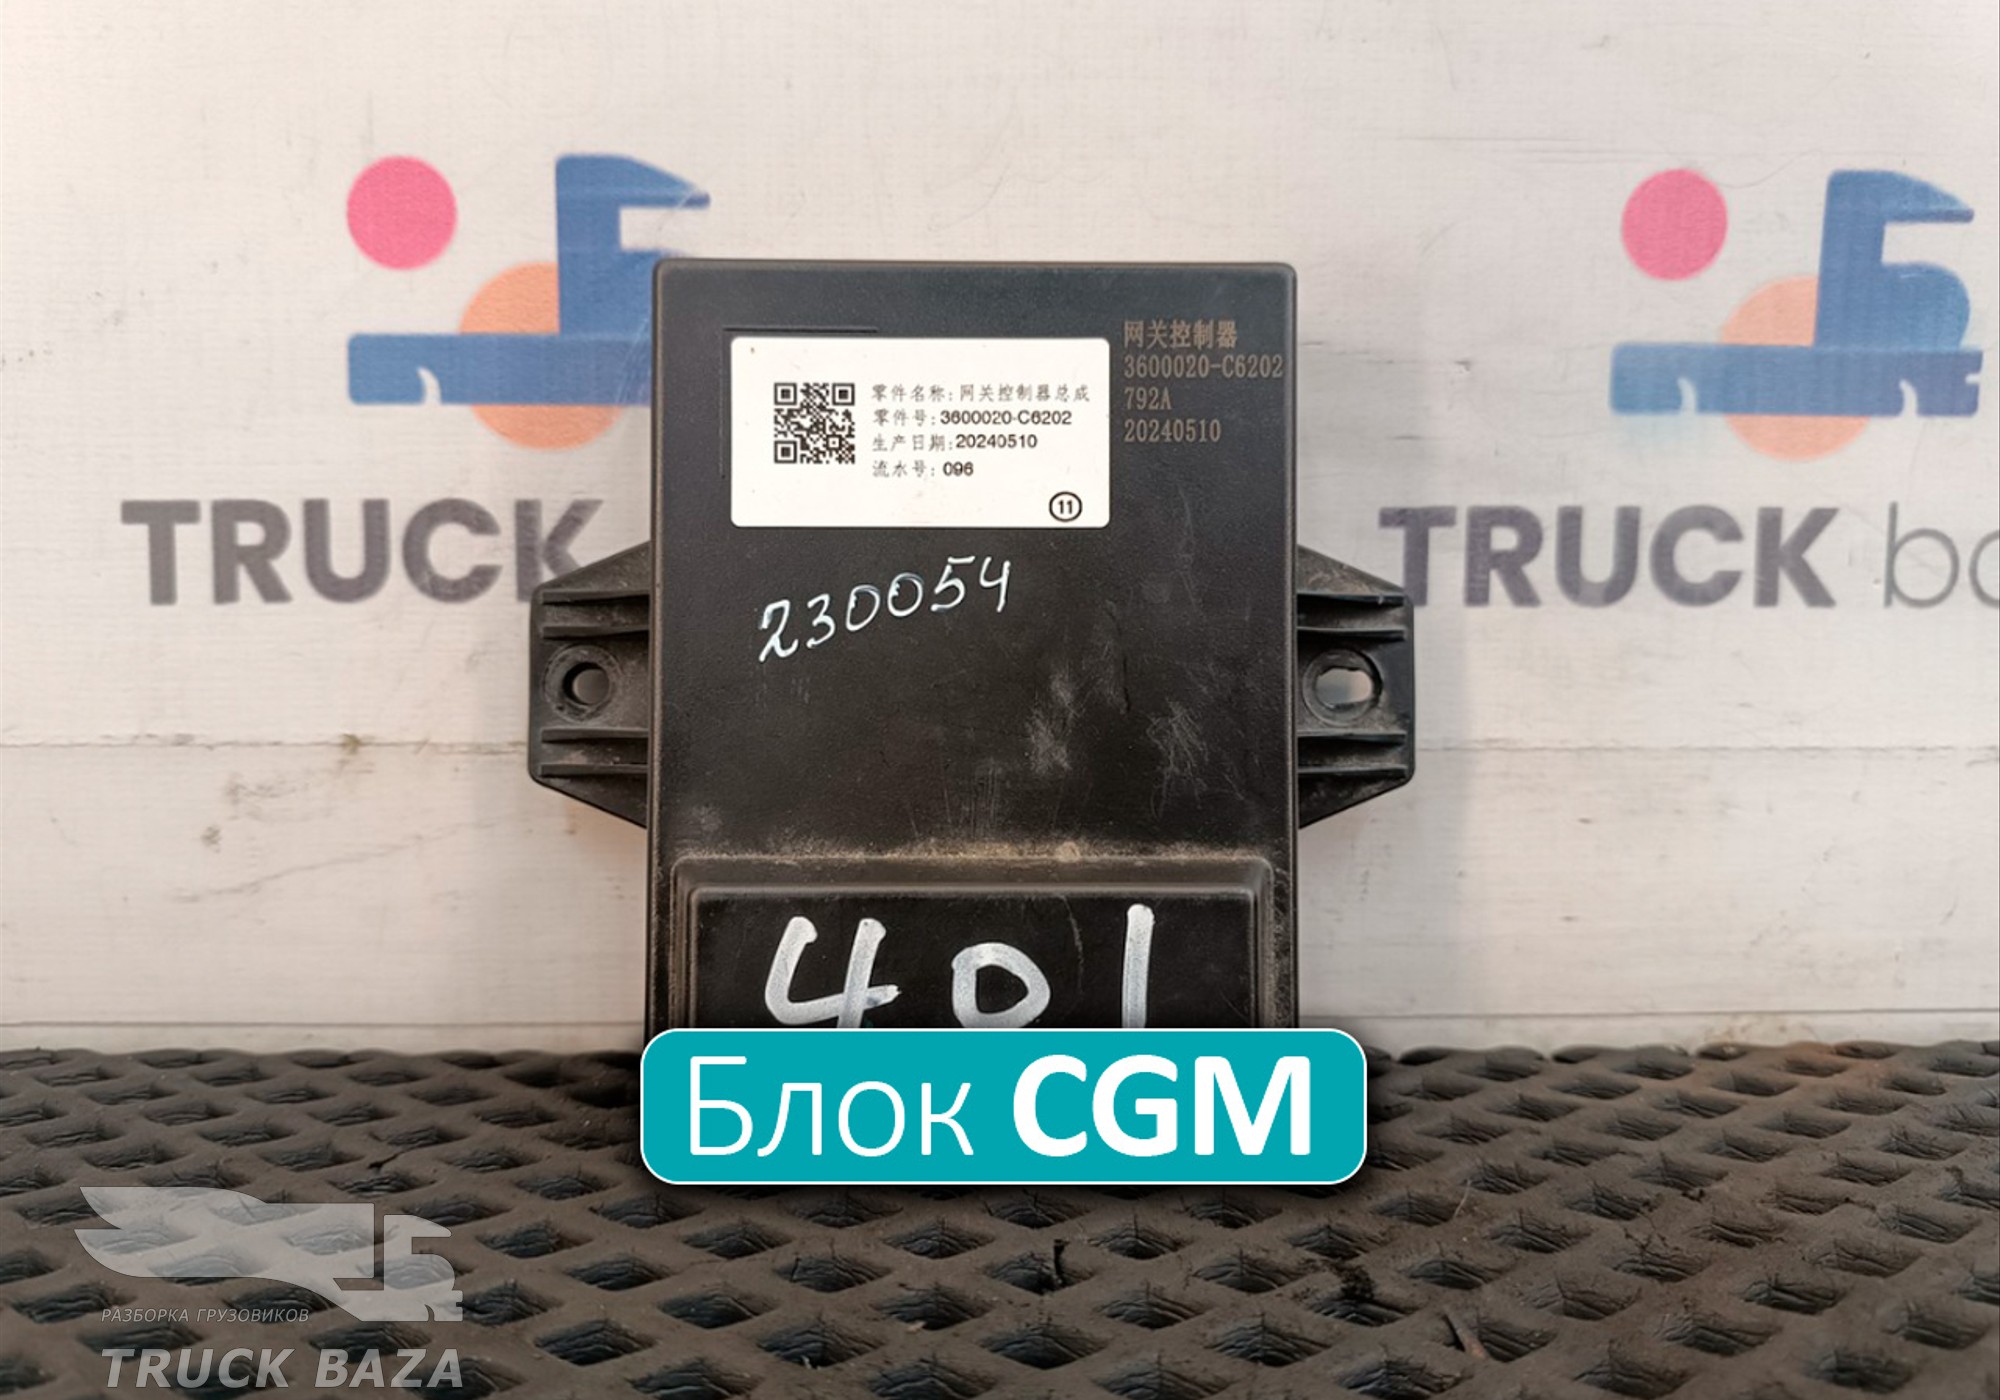 网关控制器
3600020-C6202
792A
20240510
零件名称: 网关控制器总成
零件号: 3600020-C6202
生产日期: 20240510
流水号: 096
11
TRUCK
TRUCK ba
230054
401
Блок CGM
РАЗБОРКА ГРУЗОВИКОВ
TRUCK BAZA